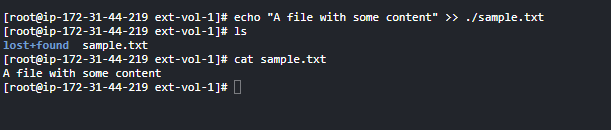 [root@ip-172-31-44-219 ext-vol-1]# echo "A file with some content" >> ./sample.txt
[root@ip-172-31-44-219 ext-vol-1]# ls
lost+found  sample.txt
[root@ip-172-31-44-219 ext-vol-1]# cat sample.txt
A file with some content
[root@ip-172-31-44-219 ext-vol-1]#